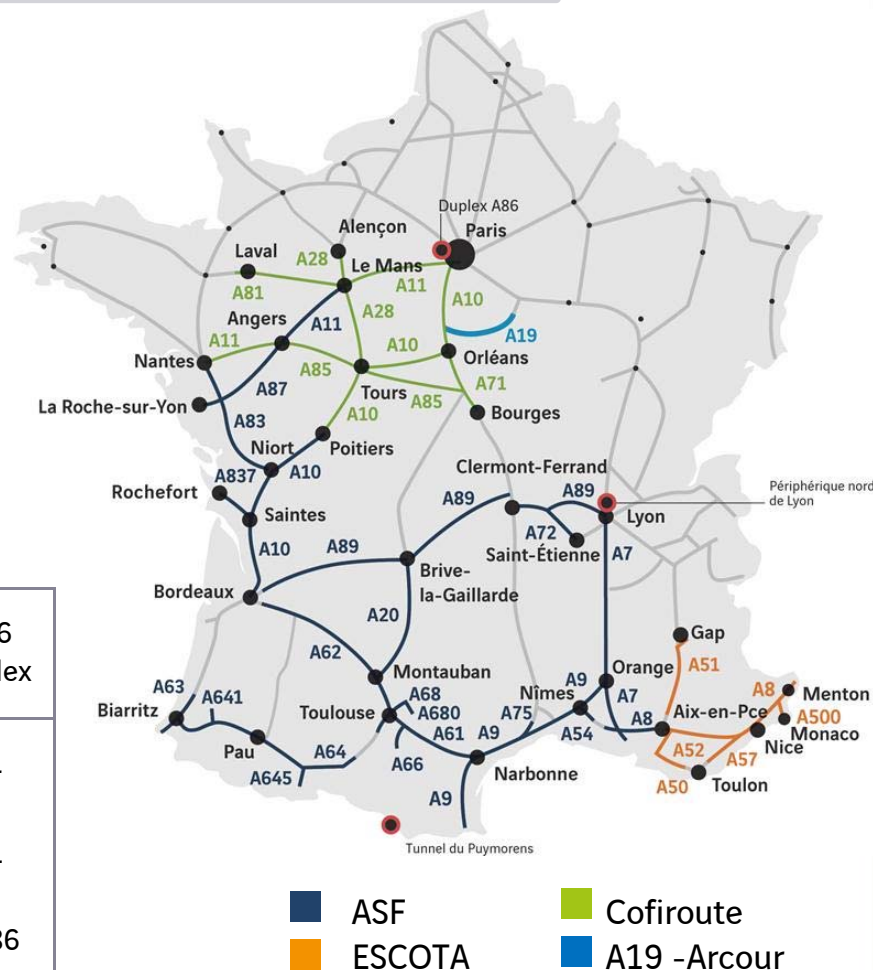 Duplex A86
Paris
Alençon
Laval
A28
Le Mans
A11
A81
A10
A28
A11
Angers
A19
A11
A10
Orléans
Nantes
A85
A71
A87
Tours
A85
La Roche-sur-Yon
A10
Bourges
A83
Niort
Poitiers
A10
Clermont-Ferrand
A837
Rochefort
A89
A89
Périphérique nord
de Lyon
Saintes
Lyon
A72
A10
A89
Saint-Étienne
A7
Brive-
la-Gaillarde
Bordeaux
A20
Gap
A62
A51
Montauban
Orange
A9
A63
A68
Nîmes
A7
A8
Menton
A641
Biarritz
Toulouse
A680
A75
A8
Aix-en-Pce
A500
Monaco
A61
A9
A54
Pau
A64
A52
Nice
A66
A57
A645
Narbonne
A50
Toulon
A9
Tunnel du Puymorens
ASF
Cofiroute
ESCOTA
A19 -Arcour